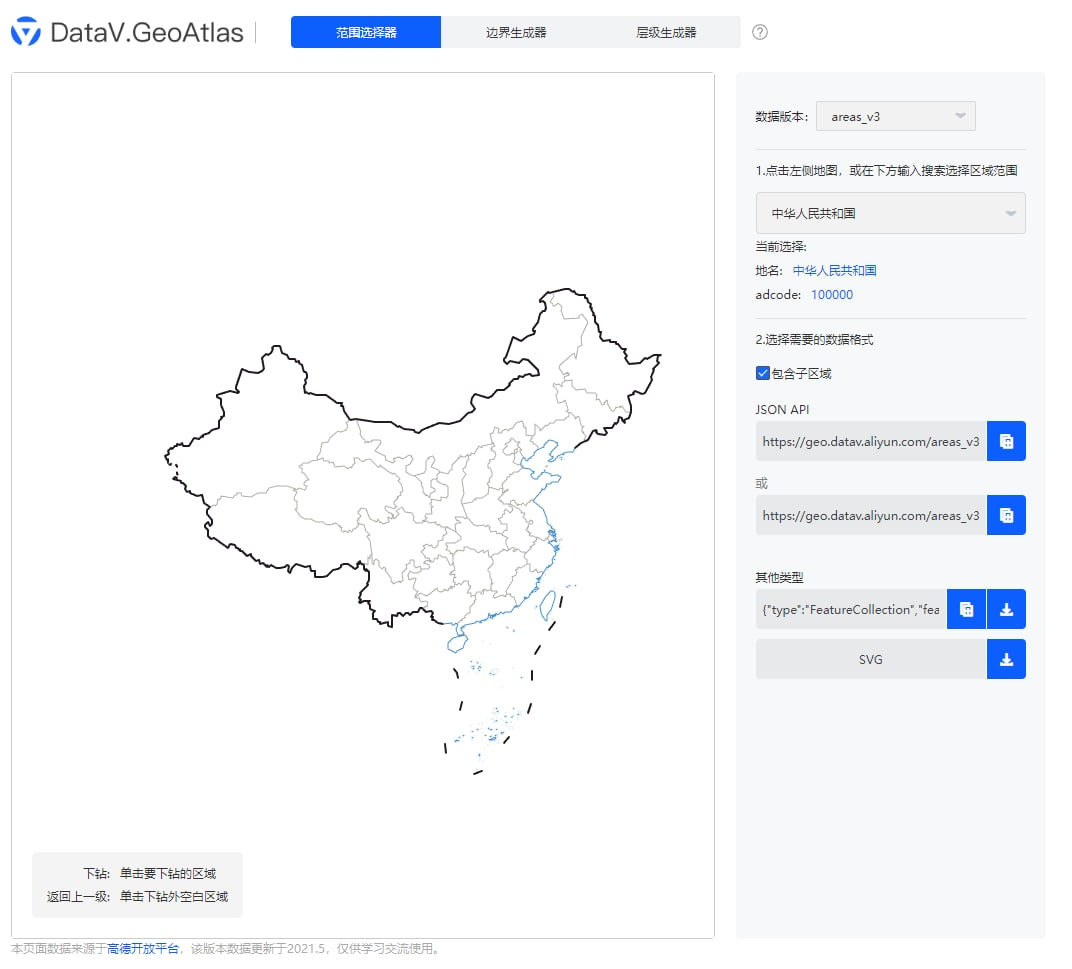 DataV.GeoAtlas
范围选择器 边界生成器 层级生成器 ?
数据版本： areas_v3
1.点击左侧地图，或在下方输入搜索选择区域范围
中华人民共和国
当前选择:
地名: 中华人民共和国
adcode: 100000
2.选择需要的数据格式
包含子区域
JSON API
https://geo.datav.aliyun.com/areas_v3
或
https://geo.datav.aliyun.com/areas_v3
其他类型
{"type":"FeatureCollection","fea
SVG
下钻: 单击要下钻的区域
返回上一级: 单击下钻外空白区域
本页面数据来源于高德开放平台，该版本数据更新于2021.5，仅供学习交流使用。